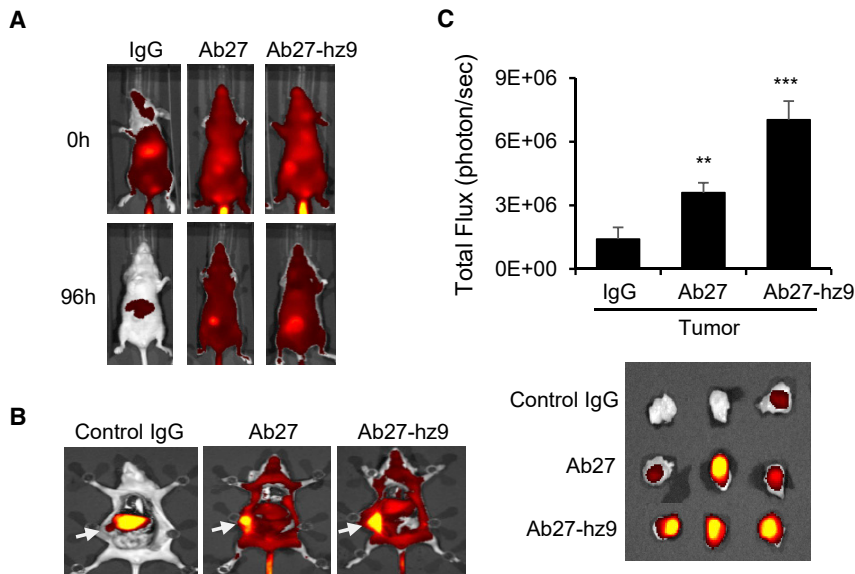 A
IgG Ab27 Ab27-hz9
0h
96h
B
Control IgG Ab27 Ab27-hz9
C
Total Flux (photon/sec)
9E+06
6E+06
3E+06
0E+00
**
***
IgG Ab27 Ab27-hz9
Tumor
Control IgG
Ab27
Ab27-hz9